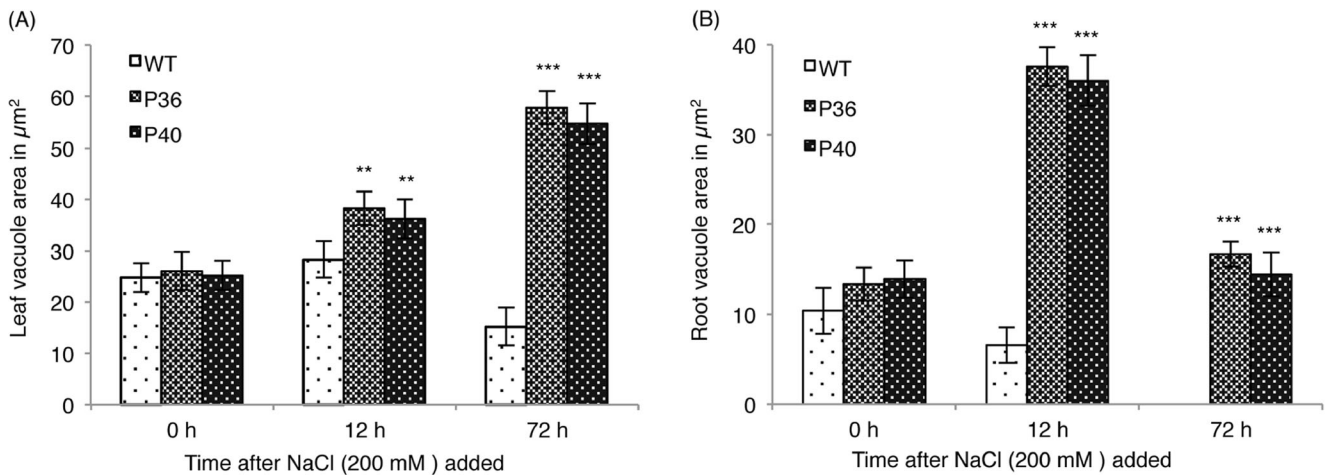 (A)
70
60
50
40
30
20
10
0
Leaf vacuole area in µm²
WT
P36
P40
** **
*** ***
0 h 12 h 72 h
Time after NaCl (200 mM ) added
(B)
40
30
20
10
0
Root vacuole area in µm²
WT
P36
P40
*** ***
*** ***
0 h 12 h 72 h
Time after NaCl (200 mM ) added